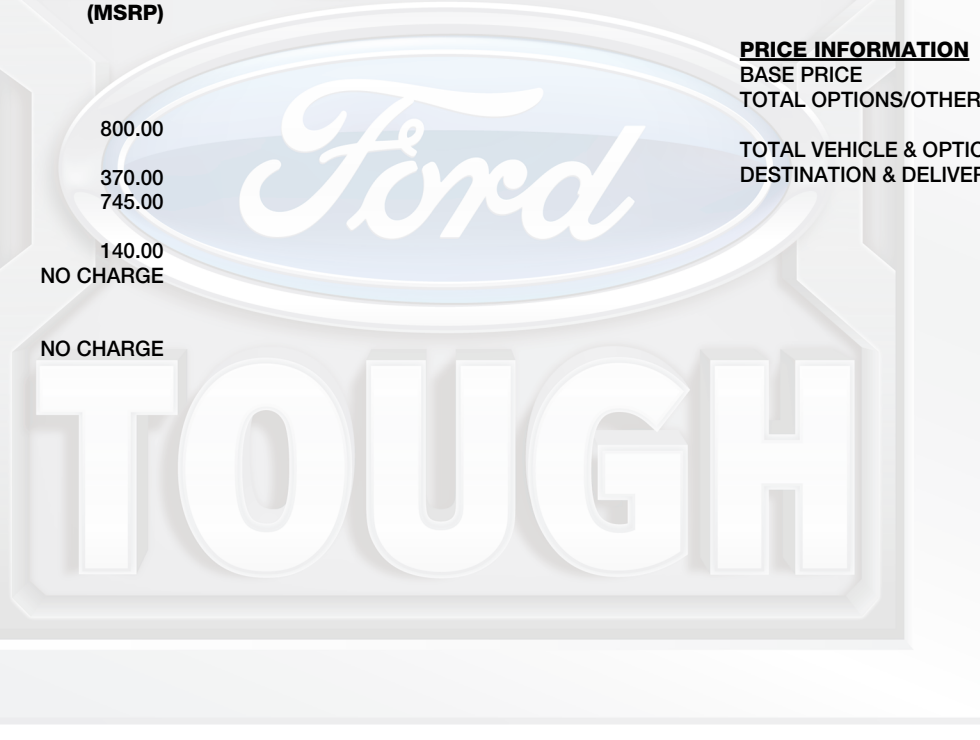 (MSRP)
800.00
370.00
745.00
140.00
NO CHARGE
NO CHARGE
PRICE INFORMATION
BASE PRICE
TOTAL OPTIONS/OTHER
TOTAL VEHICLE & OPTIO
DESTINATION & DELIVER
Ford
TOUGH